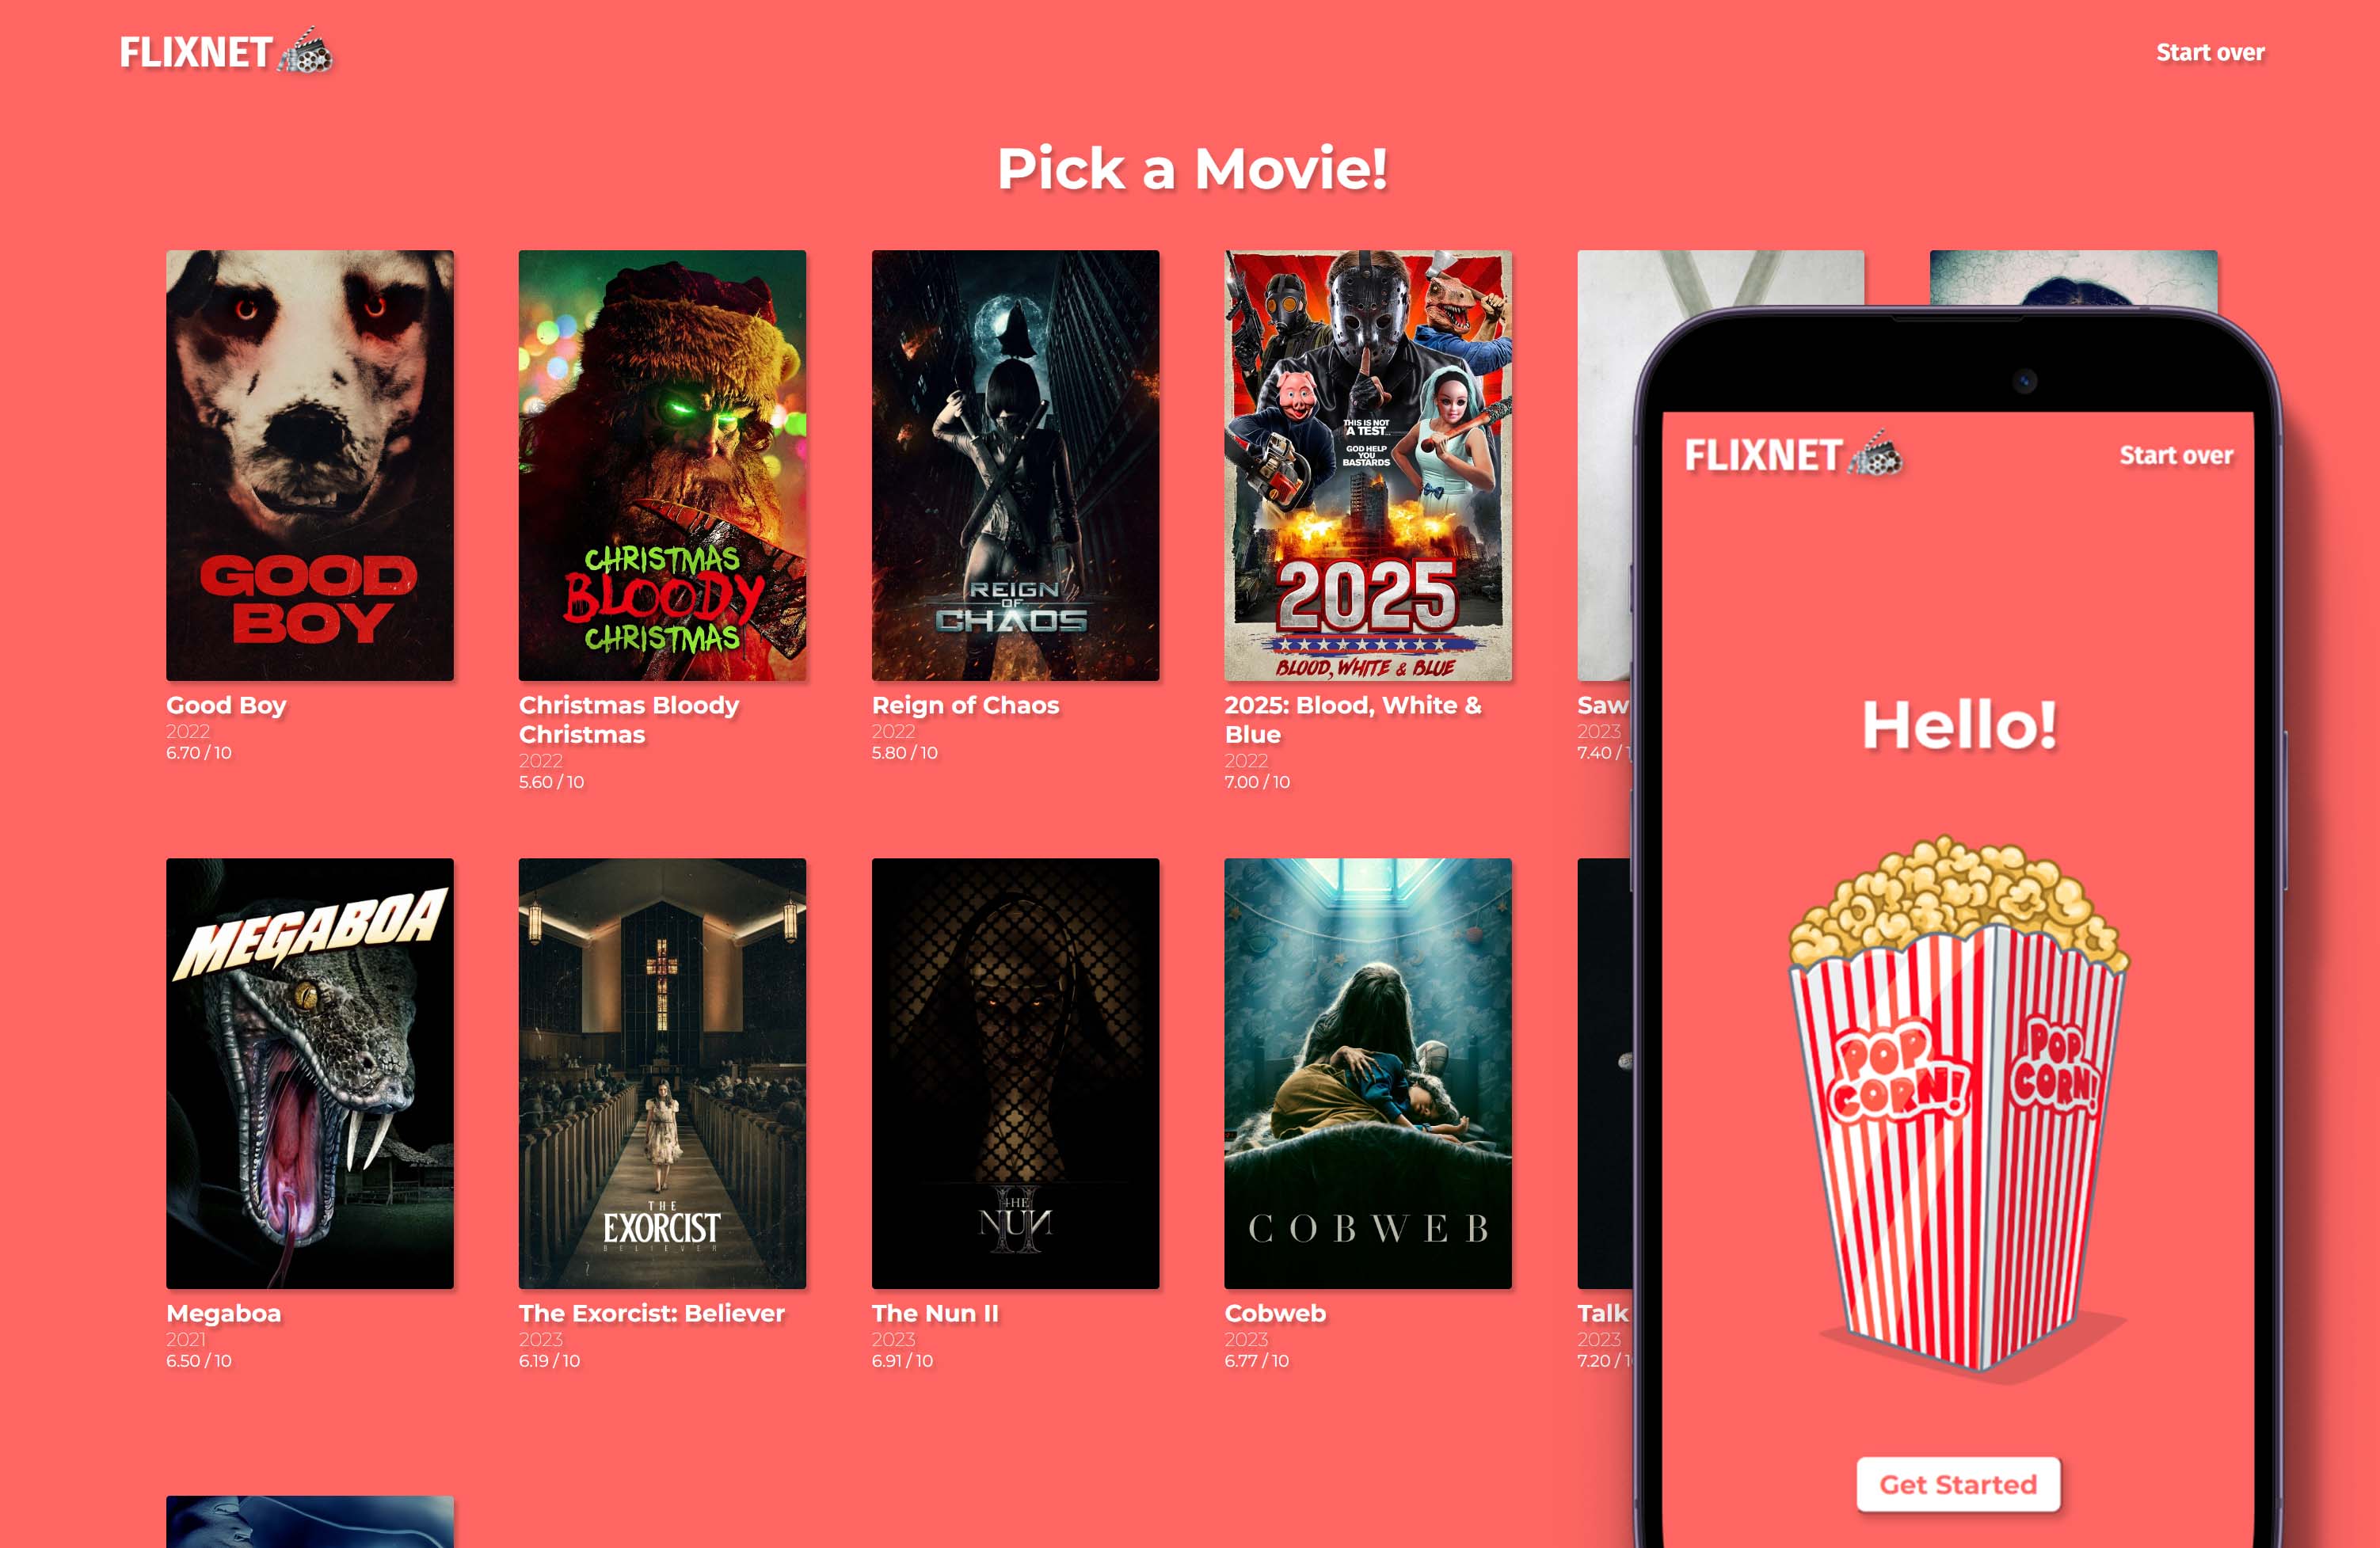 FLIXNET
Start over
Pick a Movie!
GOOD
BOY
Good Boy
2022
6.70 / 10
CHRISTMAS
BLOODY
CHRISTMAS
Christmas Bloody
Christmas
2022
5.60 / 10
REIGN
OF
CHAOS
Reign of Chaos
2022
5.80 / 10
THIS IS NOT
A TEST...
GOD HELP
YOU
BASTARDS
2025
BLOOD, WHITE & BLUE
2025: Blood, White &
Blue
2022
7.00 / 10
Saw
2023
7.40 /
MEGABOA
Megaboa
2021
6.50 / 10
THE
EXORCIST
BELIEVER
The Exorcist: Believer
2023
6.19 / 10
THE
NUN
II
The Nun II
2023
6.91 / 10
COBWEB
Cobweb
2023
6.77 / 10
Talk
2023
7.20 / 1
FLIXNET
Start over
Hello!
POP
CORN!
POP
CORN!
Get Started